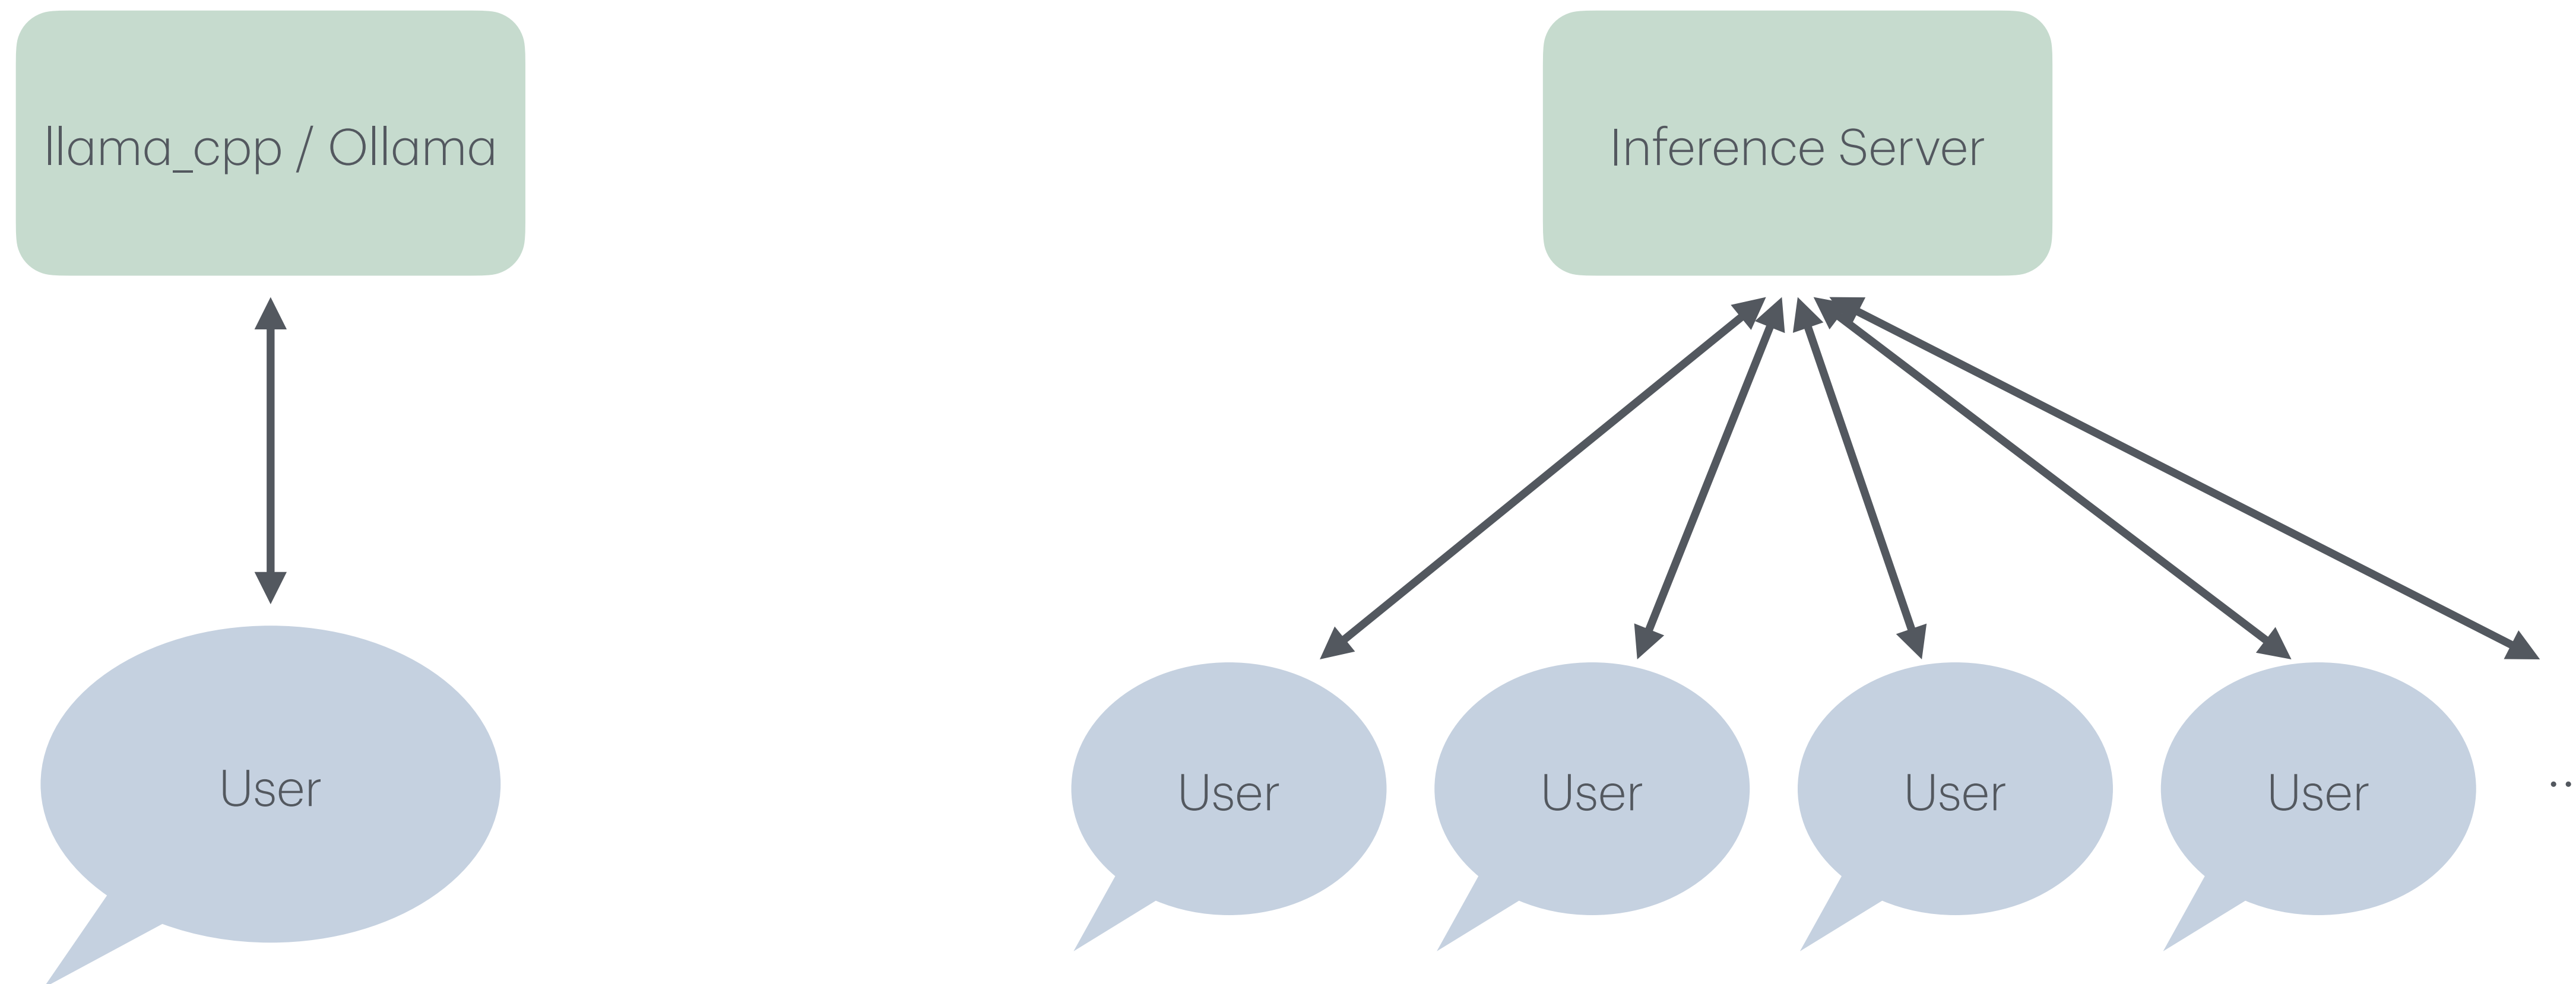 llama_cpp / Ollama
Inference Server
User
User
User
User
User
..